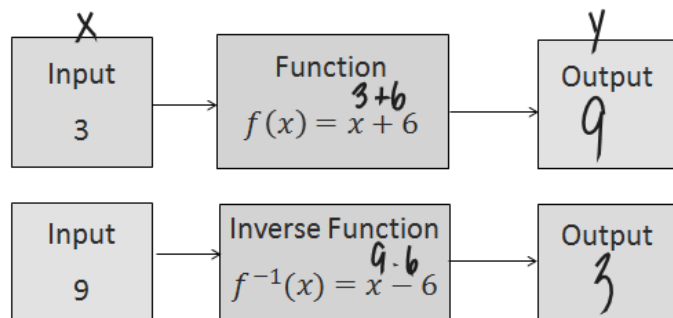 x
Input
3
Function
3+6
f(x) = x + 6
y
Output
9
Input
9
Inverse Function
9-6
f⁻¹(x) = x − 6
Output
3